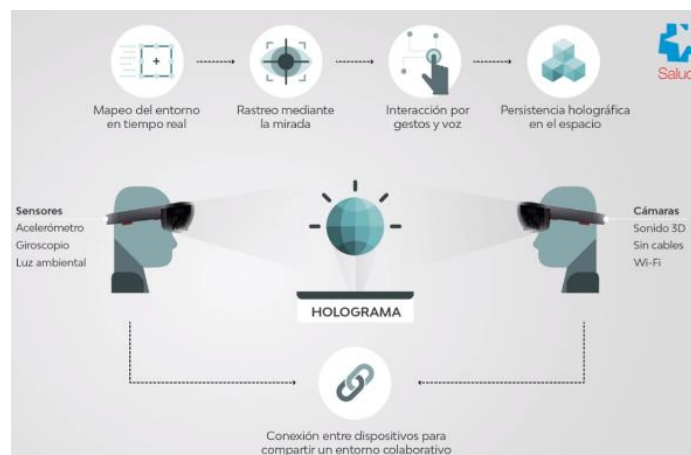 Salud
Mapeo del entorno
en tiempo real
Rastreo mediante
la mirada
Interacción por
gestos y voz
Persistencia holográfica
en el espacio
Sensores
Acelerómetro
Giroscopio
Luz ambiental
Cámaras
Sonido 3D
Sin cables
Wi-Fi
HOLOGRAMA
Conexión entre dispositivos para
compartir un entorno colaborativo